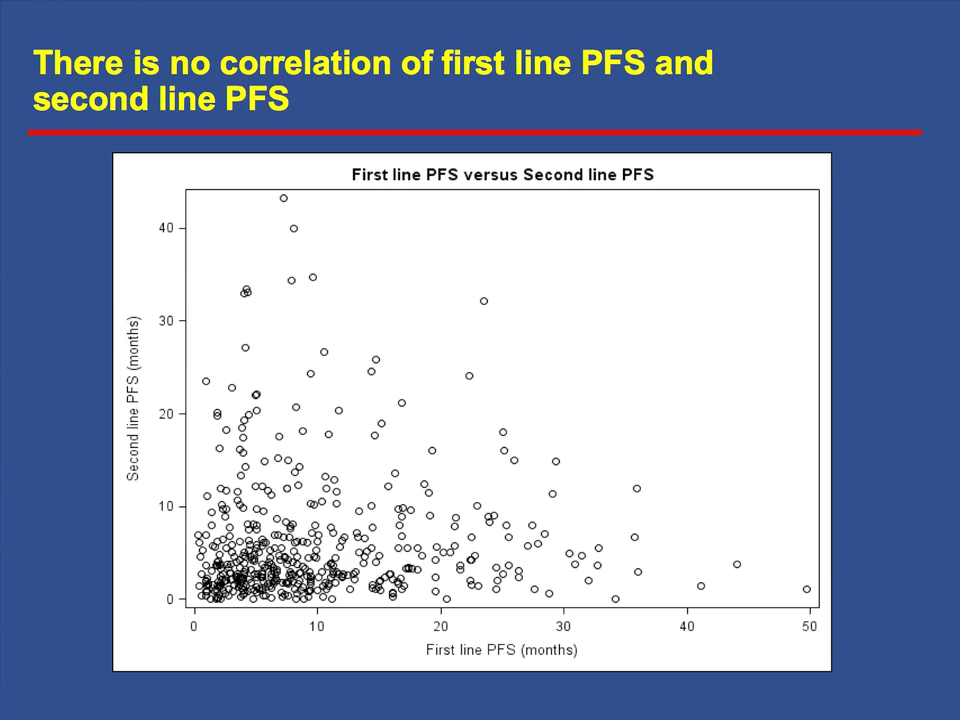 There is no correlation of first line PFS and
second line PFS
First line PFS versus Second line PFS
Second line PFS (months)
40
30
20
10
0
0 10 20 30 40 50
First line PFS (months)